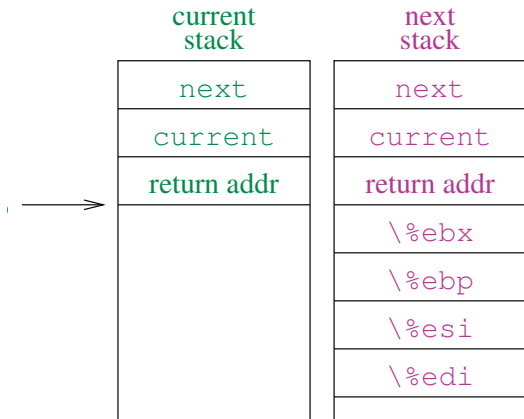 current
stack
next
current
return addr
next
stack
next
current
return addr
\%ebx
\%ebp
\%esi
\%edi